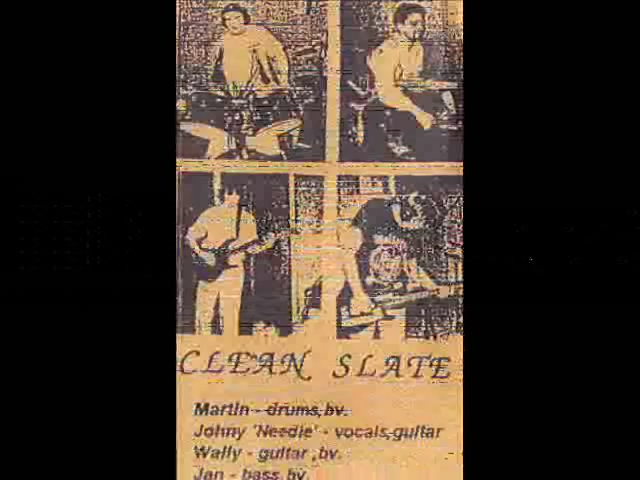 CLEAN SLATE
Martin - drums,bv.
Johny 'Needle' - vocals,guitar
Wally - guitar ,bv.
Jan - bass,bv.